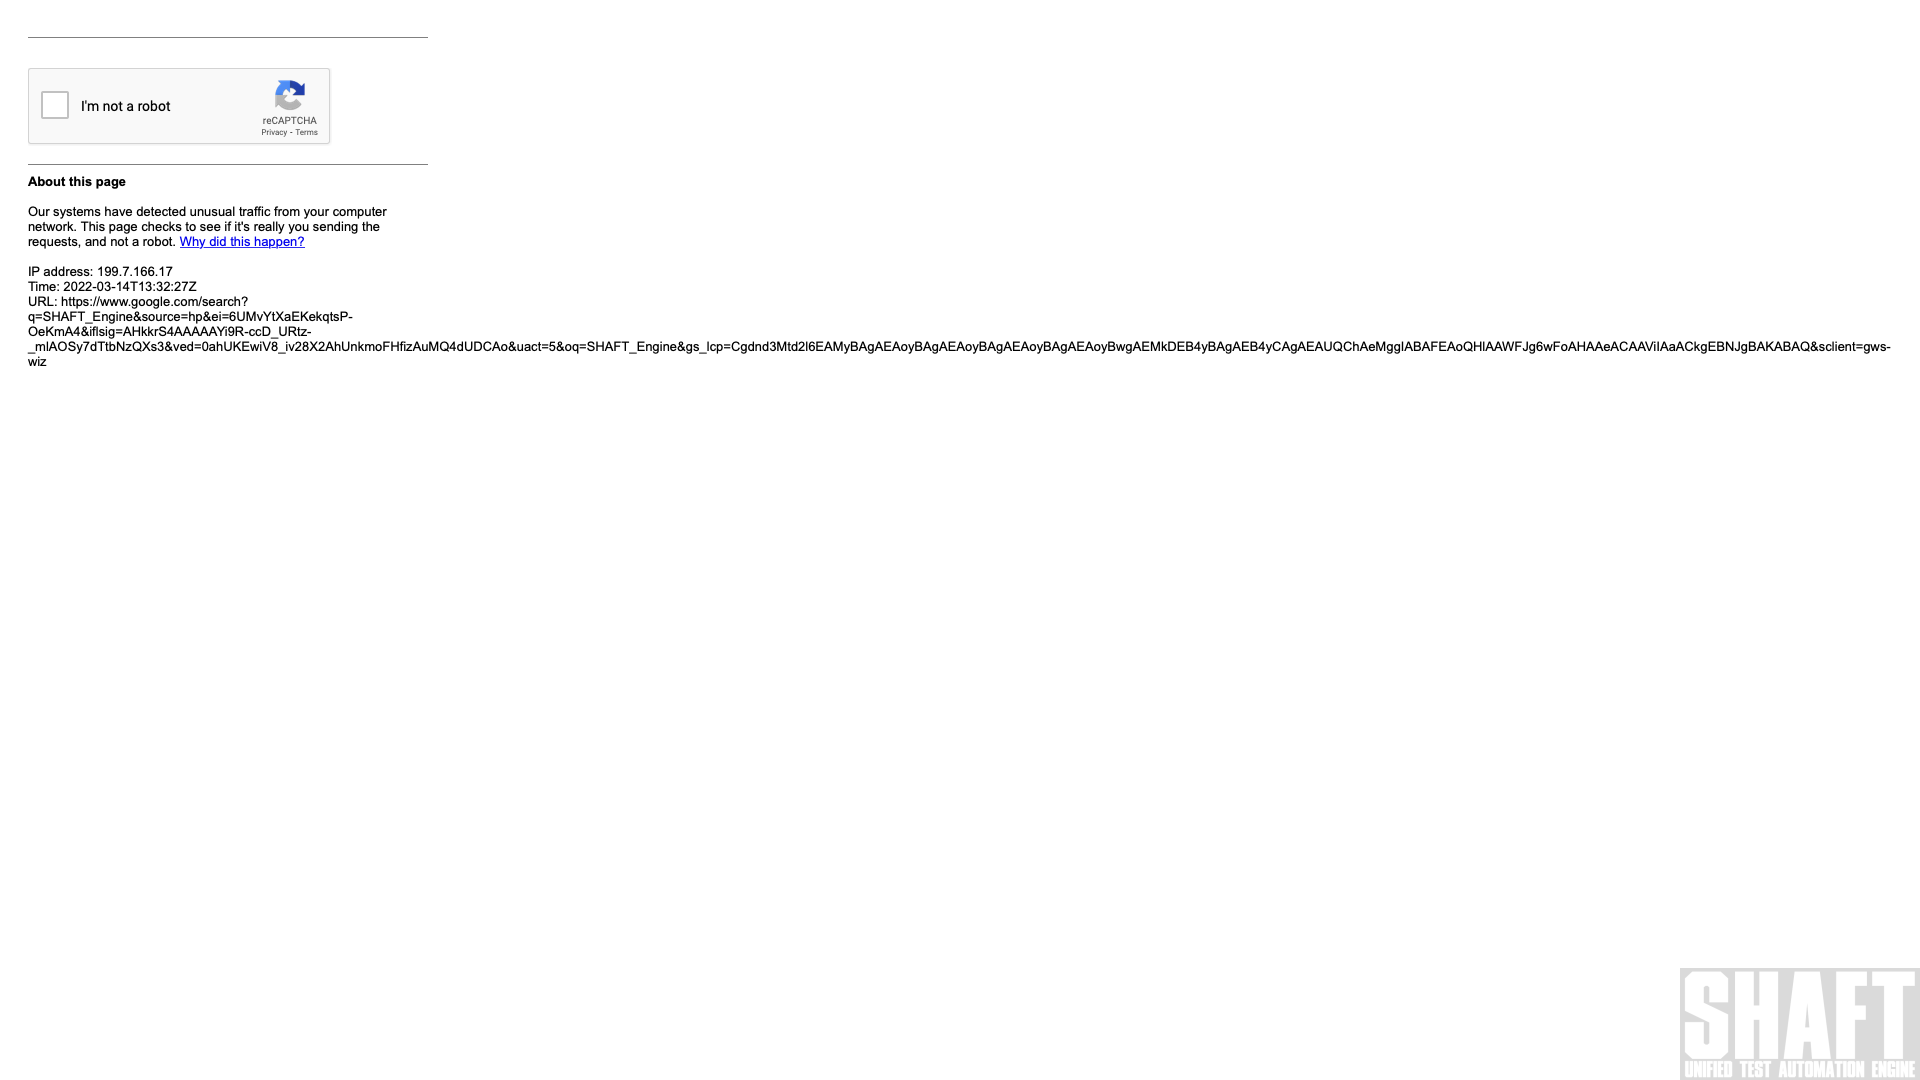 I'm not a robot
reCAPTCHA
Privacy - Terms
About this page
Our systems have detected unusual traffic from your computer
network. This page checks to see if it's really you sending the
requests, and not a robot. Why did this happen?
IP address: 199.7.166.17
Time: 2022-03-14T13:32:27Z
URL: https://www.google.com/search?
q=SHAFT_Engine&source=hp&ei=6UMvYtXaEKekqtsP-
OeKmA4&iflsig=AHkkrS4AAAAAYi9R-ccD_URtz-
_mlAOSy7dTtbNzQXs3&ved=0ahUKEwiV8_iv28X2AhUnkmoFHfizAuMQ4dUDCAo&uact=5&oq=SHAFT_Engine&gs_lcp=Cgdnd3Mtd2l6EAMyBAgAEAoyBAgAEAoyBAgAEAoyBAgAEAoyBwgAEMkDEB4yBAgAEB4yCAgAEAUQChAeMggIABAFEAoQHlAAWFJg6wFoAHAAeACAAVilAaACkgEBNJgBAKABAQ&sclient=gws-
wiz
SHAFT
UNIFIED TEST AUTOMATION ENGINE